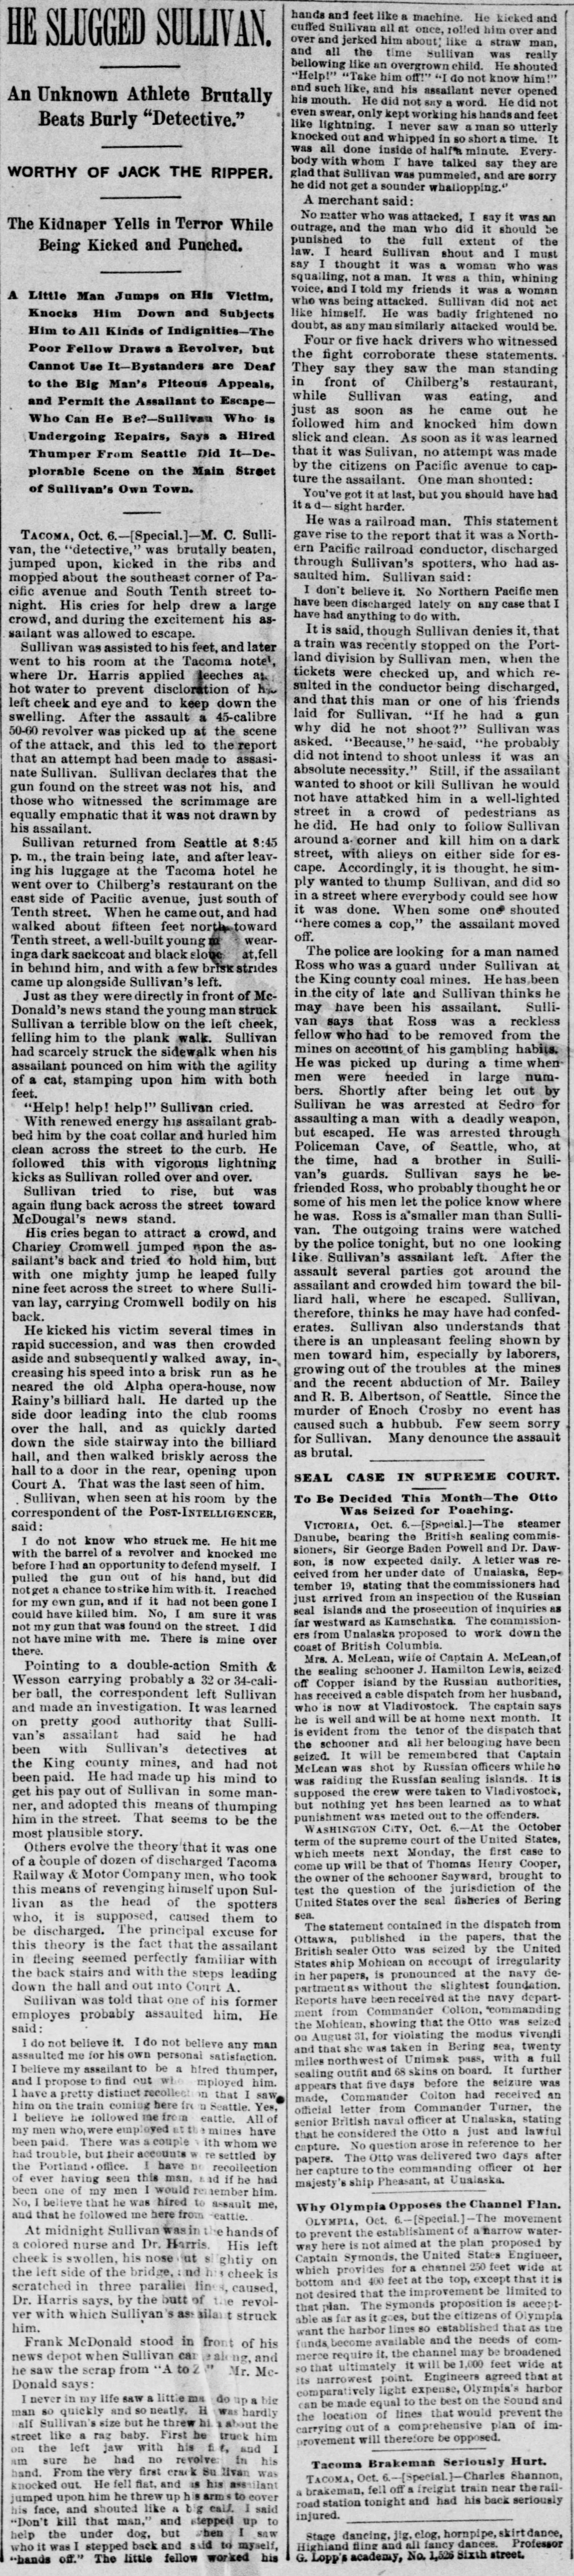 HE SLUGGED SULLIVAN.
An Unknown Athlete Brutally
Beats Burly "Detective."
WORTHY OF JACK THE RIPPER.
The Kidnaper Yells in Terror While
Being Kicked and Punched.
A Little Man Jumps on His Victim,
Knocks Him Down and Subjects
Him to All Kinds of Indignities—The
Poor Fellow Draws a Revolver, but
Cannot Use It—Bystanders are Deaf
to the Big Man's Piteous Appeals,
and Permit the Assailant to Escape—
Who Can He Be?—Sullivan Who is
Undergoing Repairs, Says a Hired
Thumper From Seattle Did It—De-
plorable Scene on the Main Street
of Sullivan's Own Town.
TACOMA, Oct. 6.—[Special.]—M. C. Sulli-
van, the "detective," was brutally beaten,
jumped upon, kicked in the ribs and
mopped about the southeast corner of Pa-
cific avenue and South Tenth street to-
night. His cries for help drew a large
crowd, and during the excitement his as-
sailant was allowed to escape.
Sullivan was assisted to his feet, and later
went to his room at the Tacoma hotel,
where Dr. Harris applied leeches a
hot water to prevent discloration of h
left cheek and eye and to keep down the
swelling. After the assault a 45-calibre
50-60 revolver was picked up at the scene
of the attack, and this led to the report
that an attempt had been made to assasi-
nate Sullivan. Sullivan declares that the
gun found on the street was not his, and
those who witnessed the scrimmage are
equally emphatic that it was not drawn by
his assailant.
Sullivan returned from Seattle at 8:45
p. m., the train being late, and after leav-
ing his luggage at the Tacoma hotel he
went over to Chilberg's restaurant on the
east side of Pacific avenue, just south of
Tenth street. When he came out, and had
walked about fifteen feet north toward
Tenth street, a well-built young m wear-
ing a dark sackcoat and black slouc at, fell
in behind him, and with a few brisk strides
came up alongside Sullivan's left.
Just as they were directly in front of Mc-
Donald's news stand the young man struck
Sullivan a terrible blow on the left cheek,
felling him to the plank walk. Sullivan
had scarcely struck the sidewalk when his
assailant pounced on him with the agility
of a cat, stamping upon him with both
feet.
"Help! help! help!" Sullivan cried.
With renewed energy his assailant grab-
bed him by the coat collar and hurled him
clean across the street to the curb. He
followed this with vigorous lightning
kicks as Sullivan rolled over and over.
Sullivan tried to rise, but was
again flung back across the street toward
McDougal's news stand.
His cries began to attract a crowd, and
Charley Cromwell jumped upon the as-
sailant's back and tried to hold him, but
with one mighty jump he leaped fully
nine feet across the street to where Sulli-
van lay, carrying Cromwell bodily on his
back.
He kicked his victim several times in
rapid succession, and was then crowded
aside and subsequently walked away, in-
creasing his speed into a brisk run as he
neared the old Alpha opera-house, now
Rainy's billiard hall. He darted up the
side door leading into the club rooms
over the hall, and as quickly darted
down the side stairway into the billiard
hall, and then walked briskly across the
hall to a door in the rear, opening upon
Court A. That was the last seen of him.
Sullivan, when seen at his room by the
correspondent of the POST-INTELLIGENCER,
said:
I do not know who struck me. He hit me
with the barrel of a revolver and knocked me
before I had an opportunity to defend myself. I
pulled the gun out of his hand, but did
not get a chance to strike him with it. I reached
for my own gun, and if it had not been gone I
could have killed him. No, I am sure it was
not my gun that was found on the street. I did
not have mine with me. There is mine over
there.
Pointing to a double-action Smith &
Wesson carrying probably a 32 or 34-cali-
ber ball, the correspondent left Sullivan
and made an investigation. It was learned
on pretty good authority that Sulli-
van's assailant had said he had
been with Sullivan's detectives at
the King county mines, and had not
been paid. He had made up his mind to
get his pay out of Sullivan in some man-
ner, and adopted this means of thumping
him in the street. That seems to be the
most plausible story.
Others evolve the theory that it was one
of a couple of dozen of discharged Tacoma
Railway & Motor Company men, who took
this means of revenging himself upon Sul-
livan as the head of the spotters
who, it is supposed, caused them to
be discharged. The principal excuse for
this theory is the fact that the assailant
in fleeing seemed perfectly familiar with
the back stairs and with the steps leading
down the hall and out into Court A.
Sullivan was told that one of his former
employes probably assaulted him. He
said:
I do not believe it. I do not believe any man
assaulted me for his own personal satisfaction.
I believe my assailant to be a hired thumper,
and I propose to find out wl mployed him.
I have a pretty distinct recollec n that I saw
him on the train coming here fr Seattle. Yes,
I believe he followed me from eattle. All of
my men who, were employed at the mines have
been paid. There was a couple ith whom we
had trouble, but their accounts w re settled by
the Portland office. I have n recollection
of ever having seen this man, nd if he had
been one of my men I would re ember him.
No, I believe that he was hired to assault me,
and that he followed me here from eattle.
At midnight Sullivan was in the hands of
a colored nurse and Dr. Harris. His left
cheek is swollen, his nose ut slightly on
the left side of the bridge, and his cheek is
scratched in three parallel lines, caused,
Dr. Harris says, by the butt of the revol-
ver with which Sullivan's assailant struck
him.
Frank McDonald stood in front of his
news depot when Sullivan ca along, and
he saw the scrap from "A to Z." Mr. Mc-
Donald says:
I never in my life saw a little ma do up a big
man so quickly and so neatly. H was hardly
alf Sullivan's size but he threw hi about the
street like a rag baby. First he truck him
on the left jaw with his fist, and I
am sure he had no revolve in his
hand. From the very first crack Sullivan was
knocked out. He fell flat, and as his assailant
jumped upon him he threw up his arms to cover
his face, and shouted like a big calf. I said
"Don't kill that man," and stepped up to
help the under dog, but when I saw
who it was I stepped back and said to myself,
"hands off." The little fellow worked his
hands and feet like a machine. He kicked and
cuffed Sullivan all at once, rolled him over and
over and jerked him about like a straw man,
and all the time Sullivan was really
bellowing like an overgrown child. He shouted
"Help!" "Take him off!" "I do not know him!"
and such like, and his assailant never opened
his mouth. He did not say a word. He did not
even swear, only kept working his hands and feet
like lightning. I never saw a man so utterly
knocked out and whipped in so short a time. It
was all done inside of half a minute. Every-
body with whom I have talked say they are
glad that Sullivan was pummeled, and are sorry
he did not get a sounder whallopping."
A merchant said:
No matter who was attacked, I say it was an
outrage, and the man who did it should be
punished to the full extent of the
law. I heard Sullivan shout and I must
say I thought it was a woman who was
squalling, not a man. It was a thin, whining
voice, and I told my friends it was a woman
who was being attacked. Sullivan did not act
like himself. He was badly frightened no
doubt, as any man similarly attacked would be.
Four or five hack drivers who witnessed
the fight corroborate these statements.
They say they saw the man standing
in front of Chilberg's restaurant,
while Sullivan was eating, and
just as soon as he came out he
followed him and knocked him down
slick and clean. As soon as it was learned
that it was Sulivan, no attempt was made
by the citizens on Pacific avenue to cap-
ture the assailant. One man shouted:
You've got it at last, but you should have had
it a d— sight harder.
He was a railroad man. This statement
gave rise to the report that it was a North-
ern Pacific railroad conductor, discharged
through Sullivan's spotters, who had as-
saulted him. Sullivan said:
I don't believe it. No Northern Pacific men
have been discharged lately on any case that I
have had anything to do with.
It is said, though Sullivan denies it, that
a train was recently stopped on the Port-
land division by Sullivan men, when the
tickets were checked up, and which re-
sulted in the conductor being discharged,
and that this man or one of his friends
laid for Sullivan. "If he had a gun
why did he not shoot?" Sullivan was
asked. "Because," he said, "he probably
did not intend to shoot unless it was an
absolute necessity." Still, if the assailant
wanted to shoot or kill Sullivan he would
not have attacked him in a well-lighted
street in a crowd of pedestrians as
he did. He had only to follow Sullivan
around a corner and kill him on a dark
street, with alleys on either side for es-
cape. Accordingly, it is thought, he sim-
ply wanted to thump Sullivan, and did so
in a street where everybody could see how
it was done. When some one shouted
"here comes a cop," the assailant moved
off.
The police are looking for a man named
Ross who was a guard under Sullivan at
the King county coal mines. He has been
in the city of late and Sullivan thinks he
may have been his assailant. Sulli-
van says that Ross was a reckless
fellow who had to be removed from the
mines on account of his gambling habits.
He was picked up during a time when
men were needed in large num-
bers. Shortly after being let out by
Sullivan he was arrested at Sedro for
assaulting a man with a deadly weapon,
but escaped. He was arrested through
Policeman Cave, of Seattle, who, at
the time, had a brother in Sulli-
van's guards. Sullivan says he be-
friended Ross, who probably thought he or
some of his men let the police know where
he was. Ross is a smaller man than Sulli-
van. The outgoing trains were watched
by the police tonight, but no one looking
like Sullivan's assailant left. After the
assault several parties got around the
assailant and crowded him toward the bil-
liard hall, where he escaped. Sullivan,
therefore, thinks he may have had confed-
erates. Sullivan also understands that
there is an unpleasant feeling shown by
men toward him, especially by laborers,
growing out of the troubles at the mines
and the recent abduction of Mr. Bailey
and R. B. Albertson, of Seattle. Since the
murder of Enoch Crosby no event has
caused such a hubbub. Few seem sorry
for Sullivan. Many denounce the assault
as brutal.
SEAL CASE IN SUPREME COURT.
To Be Decided This Month—The Otto
Was Seized for Poaching.
VICTORIA, Oct. 6.—[Special.]—The steamer
Danube, bearing the British sealing commis-
sioners, Sir George Baden Powell and Dr. Daw-
son, is now expected daily. A letter was re-
ceived from her under date of Unalaska, Sep-
tember 19, stating that the commissioners had
just arrived from an inspection of the Russian
seal islands and the prosecution of inquiries as
far westward as Kamschatka. The commission-
ers from Unalaska proposed to work down the
coast of British Columbia.
Mrs. A. McLean, wife of Captain A. McLean, of
the sealing schooner J. Hamilton Lewis, seized
off Copper island by the Russian authorities,
has received a cable dispatch from her husband,
who is now at Vladivostock. The captain says
he is well and will be at home next month. It
is evident from the tenor of the dispatch that
the schooner and all her belonging have been
seized. It will be remembered that Captain
McLean was shot by Russian officers while he
was raiding the Russian sealing islands. It is
supposed the crew were taken to Vladivostock,
but nothing yet has been learned as to what
punishment was meted out to the offenders.
WASHINGTON CITY, Oct. 6.—At the October
term of the supreme court of the United States,
which meets next Monday, the first case to
come up will be that of Thomas Henry Cooper,
the owner of the schooner Sayward, brought to
test the question of the jurisdiction of the
United States over the seal fisheries of Bering
sea.
The statement contained in the dispatch from
Ottawa, published in the papers, that the
British sealer Otto was seized by the United
States ship Mohican on account of irregularity
in her papers, is pronounced at the navy de-
partment as without the slightest foundation.
Reports have been received at the navy depart-
ment from Commander Colton, commanding
the Mohican, showing that the Otto was seized
on August 31, for violating the modus vivendi
and that she was taken in Bering sea, twenty
miles northwest of Unimak pass, with a full
sealing outfit and 68 skins on board. It further
appears that five days before the seizure was
made, Commander Colton had received an
official letter from Commander Turner, the
senior British naval officer at Unalaska, stating
that he considered the Otto a just and lawful
capture. No question arose in reference to her
papers. The Otto was delivered two days after
her capture to the commanding officer of her
majesty's ship Pheasant, at Unalaska.
Why Olympia Opposes the Channel Plan.
OLYMPIA, Oct. 6.—[Special.]—The movement
to prevent the establishment of a narrow water-
way here is not aimed at the plan proposed by
Captain Symonds, the United States Engineer,
which provides for a channel 250 feet wide at
bottom and 400 feet at the top, except that it is
not desired that the improvement be limited to
that plan. The Symonds proposition is accept-
able as far as it goes, but the citizens of Olympia
want the harbor lines so established that as the
funds become available and the needs of com-
merce require it, the channel may be broadened
so that ultimately it will be 1,000 feet wide at
its narrowest point. Engineers agreed that at
comparatively light expense, Olympia's harbor
can be made equal to the best on the Sound and
the location of lines that would prevent the
carrying out of a comprehensive plan of im-
provement will therefore be opposed.
Tacoma Brakeman Seriously Hurt.
TACOMA, Oct. 6.—[Special.]—Charles Shannon,
a brakeman, fell off a freight train near the rail-
road station tonight and had his back seriously
injured.
Stage dancing, jig, clog, hornpipe, skirt dance,
Highland fling and all fancy dances. Professor
G. Lopp's academy, No. 1,526 Sixth street.